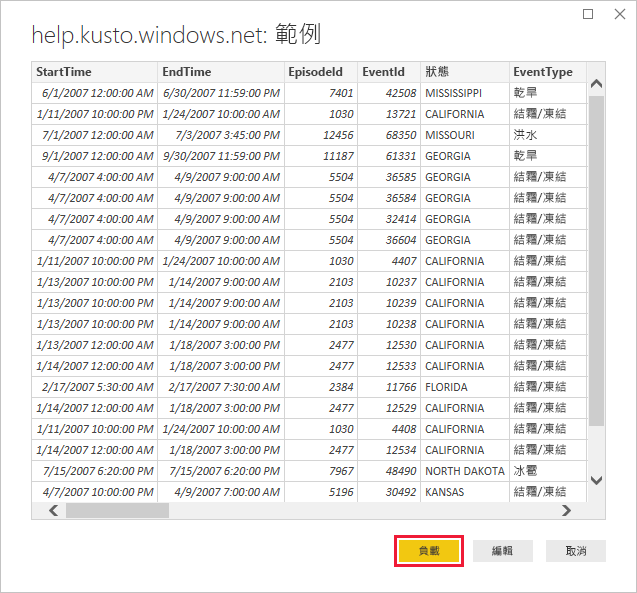 help.kusto.windows.net: 範例
StartTime EndTime EpisodeId EventId 狀態 EventType
6/1/2007 12:00:00 AM 6/30/2007 11:59:00 PM 7401 42508 MISSISSIPPI 乾旱
1/11/2007 10:00:00 PM 1/24/2007 10:00:00 AM 1030 13721 CALIFORNIA 結霜/凍結
7/1/2007 12:00:00 AM 7/3/2007 3:45:00 PM 12456 68350 MISSOURI 洪水
9/1/2007 12:00:00 AM 9/30/2007 11:59:00 PM 11187 61331 GEORGIA 乾旱
4/7/2007 4:00:00 AM 4/9/2007 9:00:00 AM 5504 36585 GEORGIA 結霜/凍結
4/7/2007 4:00:00 AM 4/9/2007 9:00:00 AM 5504 36584 GEORGIA 結霜/凍結
4/7/2007 4:00:00 AM 4/9/2007 9:00:00 AM 5504 32414 GEORGIA 結霜/凍結
4/7/2007 4:00:00 AM 4/9/2007 9:00:00 AM 5504 36604 GEORGIA 結霜/凍結
1/11/2007 10:00:00 PM 1/24/2007 10:00:00 AM 1030 4407 CALIFORNIA 結霜/凍結
1/13/2007 10:00:00 PM 1/14/2007 9:00:00 AM 2103 10237 CALIFORNIA 結霜/凍結
1/13/2007 10:00:00 PM 1/14/2007 9:00:00 AM 2103 10239 CALIFORNIA 結霜/凍結
1/13/2007 10:00:00 PM 1/14/2007 9:00:00 AM 2103 10238 CALIFORNIA 結霜/凍結
1/13/2007 12:00:00 AM 1/18/2007 3:00:00 PM 2477 12530 CALIFORNIA 結霜/凍結
1/14/2007 12:00:00 AM 1/18/2007 3:00:00 PM 2477 12533 CALIFORNIA 結霜/凍結
2/17/2007 5:30:00 AM 2/17/2007 7:30:00 AM 2384 11766 FLORIDA 結霜/凍結
1/14/2007 12:00:00 AM 1/18/2007 3:00:00 PM 2477 12529 CALIFORNIA 結霜/凍結
1/11/2007 10:00:00 PM 1/24/2007 10:00:00 AM 1030 4408 CALIFORNIA 結霜/凍結
1/14/2007 12:00:00 AM 1/18/2007 3:00:00 PM 2477 12534 CALIFORNIA 結霜/凍結
7/15/2007 6:20:00 PM 7/15/2007 6:20:00 PM 7967 48490 NORTH DAKOTA 冰雹
4/7/2007 10:00:00 PM 4/9/2007 7:00:00 AM 5196 30492 KANSAS 結霜/凍結
負載 編輯 取消